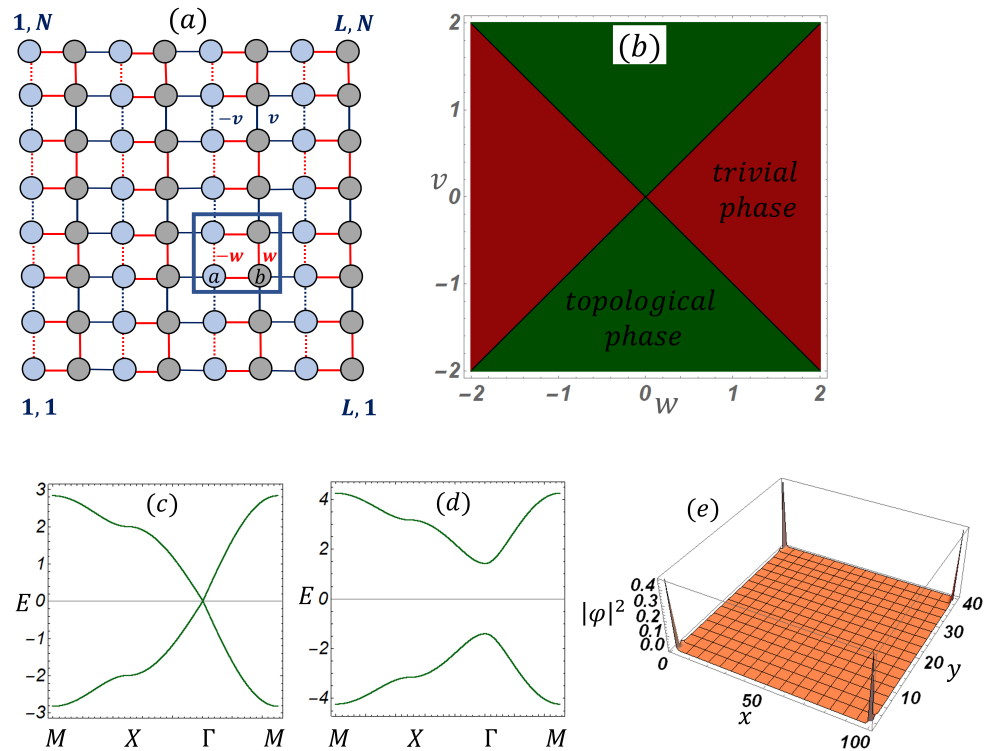 1, N
(a)
L, N
-v v
-w w
a b
1, 1
L, 1
(b)
2
1
v 0
-1
-2
trivial
phase
topological
phase
-2 -1 0 1 2
w
(c)
3
2
1
E 0
-1
-2
-3
M X Γ M
(d)
4
2
E 0
-2
-4
M X Γ M
(e)
|φ|²
0.4
0.3
0.2
0.1
0.0
0
50
100
x
10
20
30
40
y